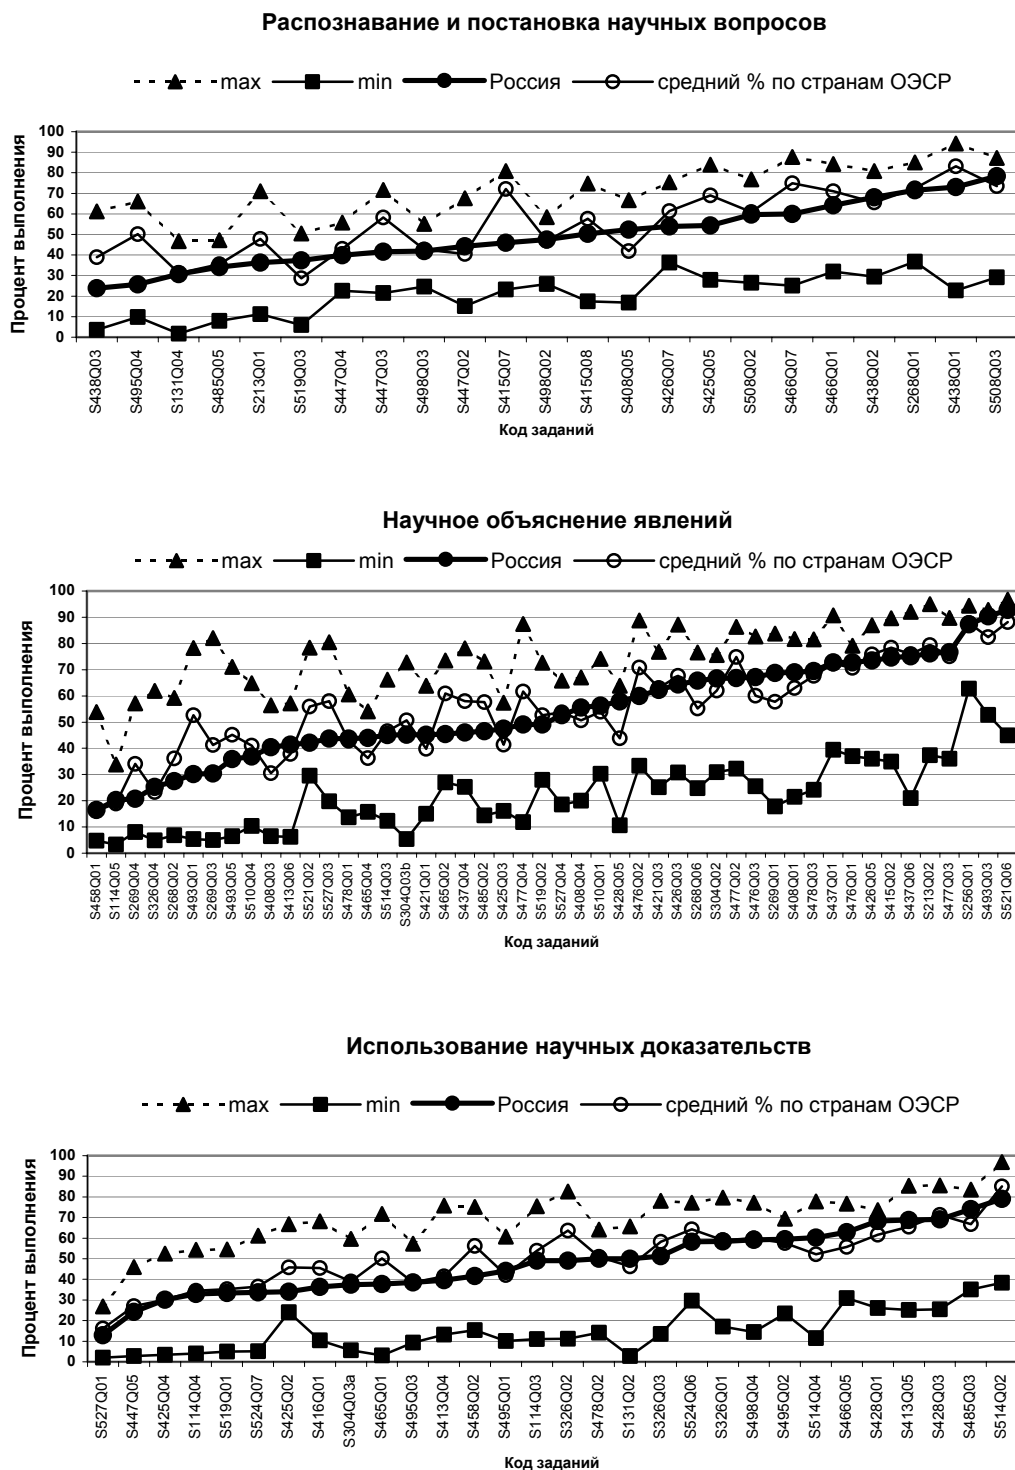 Распознавание и постановка научных вопросов
max min Россия средний % по странам ОЭСР
Процент выполнения
100
90
80
70
60
50
40
30
20
10
0
S438Q03 S495Q04 S131Q04 S485Q05 S213Q01 S519Q03 S447Q04 S447Q03 S498Q03 S447Q02 S415Q07 S498Q02 S415Q08 S408Q05 S426Q07 S425Q05 S508Q02 S466Q07 S466Q01 S438Q02 S268Q01 S438Q01 S508Q03
Код заданий
Научное объяснение явлений
max min Россия средний % по странам ОЭСР
Процент выполнения
100
90
80
70
60
50
40
30
20
10
0
S458Q01 S114Q05 S269Q04 S326Q04 S268Q02 S493Q01 S269Q03 S493Q05 S510Q04 S408Q03 S413Q06 S521Q02 S527Q03 S478Q01 S465Q04 S514Q03 S304Q03b S421Q01 S465Q02 S437Q04 S485Q02 S425Q03 S477Q04 S519Q02 S527Q04 S408Q04 S510Q01 S428Q05 S476Q02 S421Q03 S426Q03 S268Q06 S304Q02 S477Q02 S476Q03 S269Q01 S408Q01 S478Q03 S437Q01 S476Q01 S426Q05 S415Q02 S437Q06 S213Q02 S477Q03 S256Q01 S493Q03 S521Q06
Код заданий
Использование научных доказательств
max min Россия средний % по странам ОЭСР
Процент выполнения
100
90
80
70
60
50
40
30
20
10
0
S527Q01 S447Q05 S425Q04 S114Q04 S519Q01 S524Q07 S425Q02 S416Q01 S304Q03a S465Q01 S495Q03 S413Q04 S458Q02 S495Q01 S114Q03 S326Q02 S478Q02 S131Q02 S326Q03 S524Q06 S326Q01 S498Q04 S495Q02 S514Q04 S466Q05 S428Q01 S413Q05 S428Q03 S485Q03 S514Q02
Код заданий